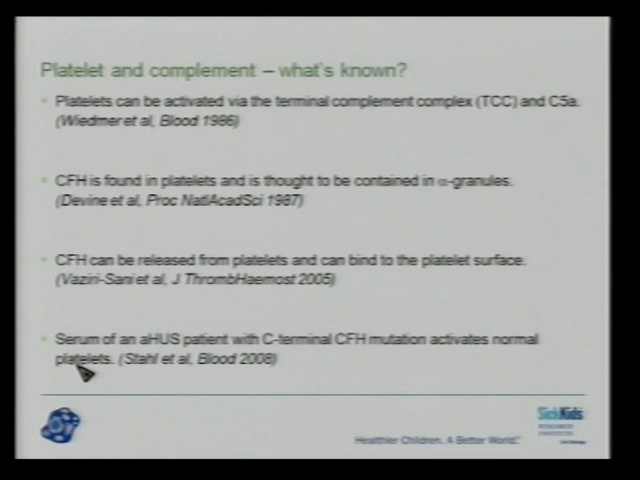 Platelet and complement – what's known?
Platelets can be activated via the terminal complement complex (TCC) and C5a.
(Wiedmer et al, Blood 1986)
CFH is found in platelets and is thought to be contained in α-granules.
(Devine et al, Proc NatlAcadSci 1987)
CFH can be released from platelets and can bind to the platelet surface.
(Vaziri-Sani et al, J ThrombHaemost 2005)
Serum of an aHUS patient with C-terminal CFH mutation activates normal
platelets. (Stahl et al, Blood 2008)
SickKids
RESEARCH
INSTITUTE
Healthier Children. A Better World.™